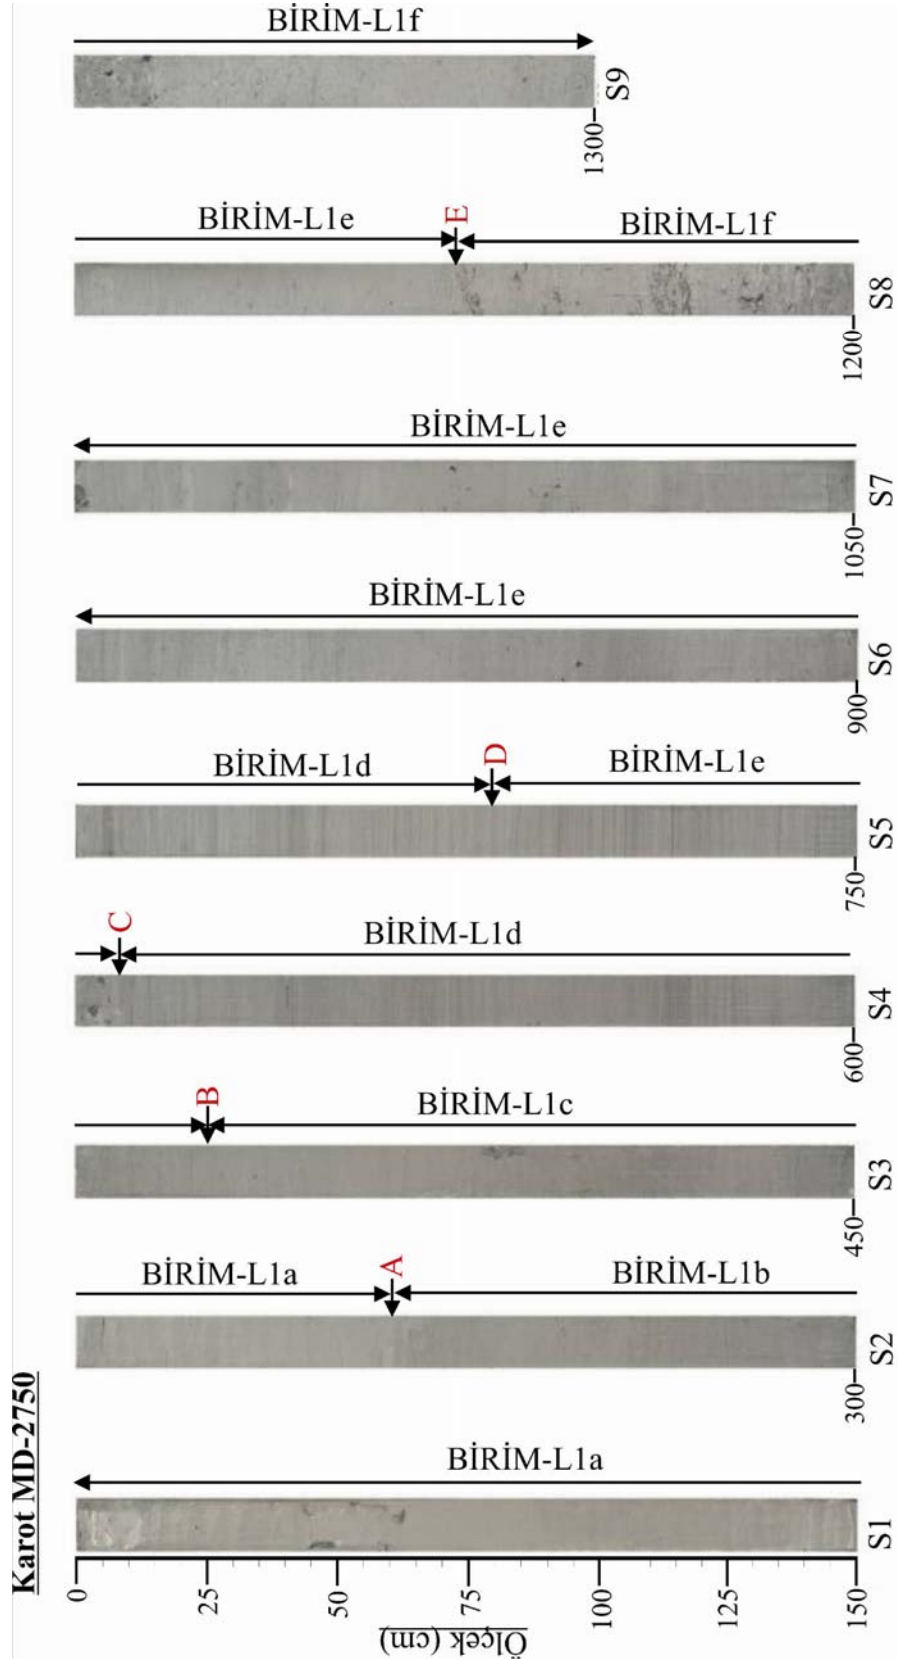 Karot MD-2750
Ölçek (cm)
0
25
50
75
100
125
150
BİRİM-L1a
S1
BİRİM-L1a
A
BİRİM-L1b
300
S2
B
BİRİM-L1c
450
S3
C
BİRİM-L1d
600
S4
BİRİM-L1d
D
BİRİM-L1e
750
S5
BİRİM-L1e
900
S6
BİRİM-L1e
1050
S7
BİRİM-L1e
E
BİRİM-L1f
1200
S8
BİRİM-L1f
1300
S9